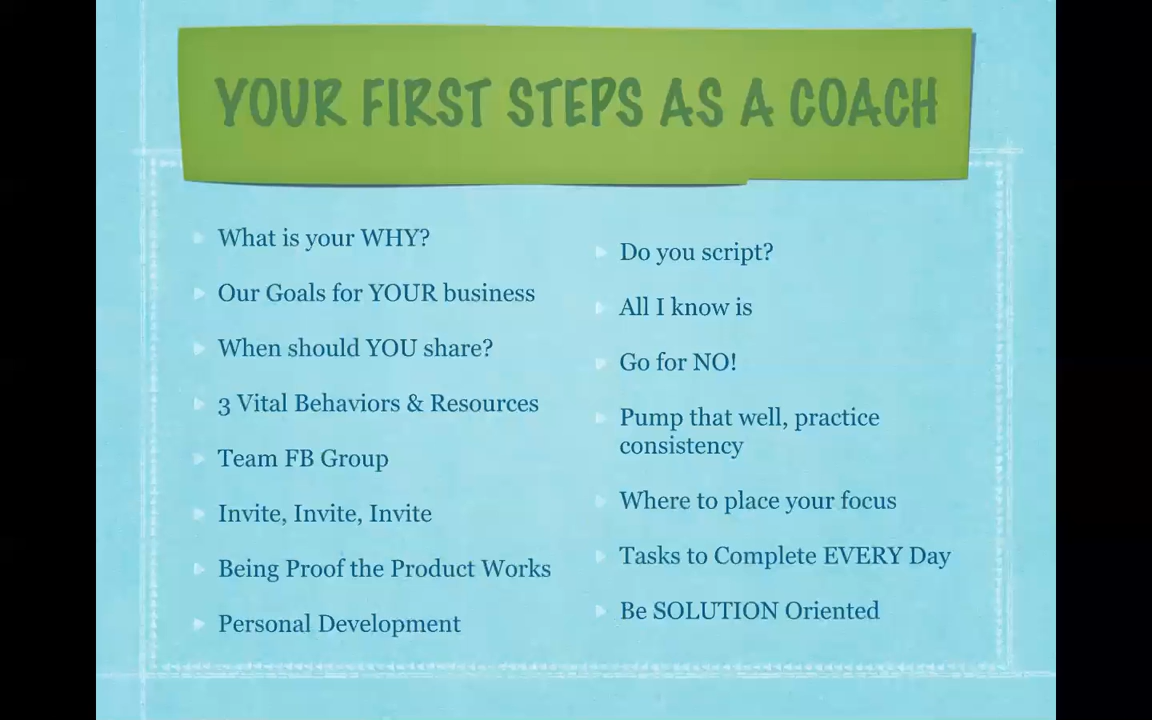 YOUR FIRST STEPS AS A COACH
What is your WHY?
Our Goals for YOUR business
When should YOU share?
3 Vital Behaviors & Resources
Team FB Group
Invite, Invite, Invite
Being Proof the Product Works
Personal Development
Do you script?
All I know is
Go for NO!
Pump that well, practice
consistency
Where to place your focus
Tasks to Complete EVERY Day
Be SOLUTION Oriented